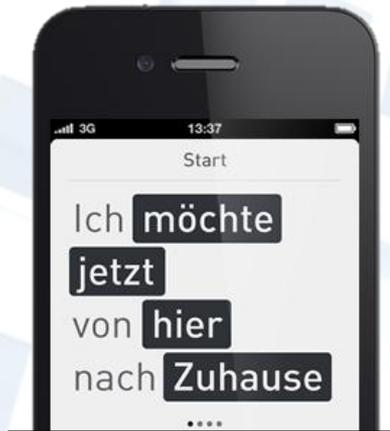 3G 13:37
Start
Ich möchte
jetzt
von hier
nach Zuhause